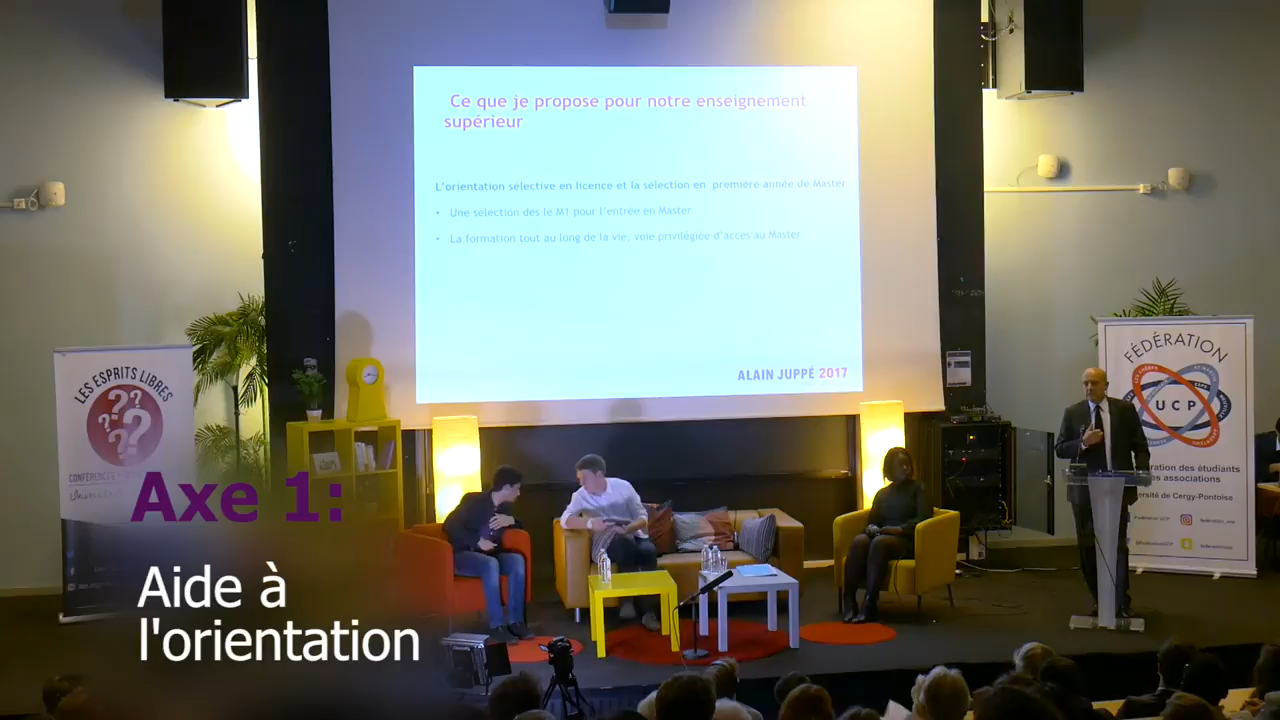 Ce que je propose pour notre enseignement
supérieur
L'orientation sélective en licence et la sélection en première année de Master
• Une sélection dès le M1 pour l'entrée en Master
• La formation tout au long de la vie, voie privilégiée d'accès au Master
ALAIN JUPPÉ 2017
LES ESPRITS LIBRES
???
CONFÉRENCES
FÉDÉRATION
UCP
ration des étudiants
es associations
ersité de Cergy-Pontoise
Axe 1:
Aide à
l'orientation